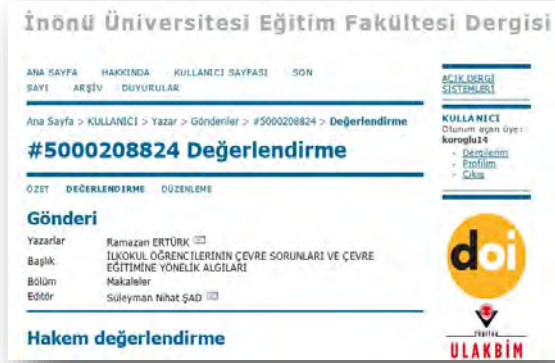 İnönü Üniversitesi Eğitim Fakültesi Dergisi
ANA SAYFA HAKKINDA KULLANICI SAYFASI SON
SAYI ARŞİV DUYURULAR
Ana Sayfa > KULLANICI > Yazar > Gönderiler > #5000208824 > Değerlendirme
#5000208824 Değerlendirme
ÖZET DEĞERLENDİRME DÜZENLEME
Gönderi
Yazarlar Ramazan ERTÜRK
Başlık İLKOKUL ÖĞRENCİLERİNİN ÇEVRE SORUNLARI VE ÇEVRE
EĞİTİMİNE YÖNELİK ALGILARI
Bölüm Makaleler
Editör Süleyman Nihat ŞAD
Hakem değerlendirme
AÇIK DERGİ
SİSTEMLERİ
KULLANICI
Oturum açan üye:
koroglu14
Dergilerim
Profilim
Çıkış
doi
TÜBİTAK
ULAKBİM